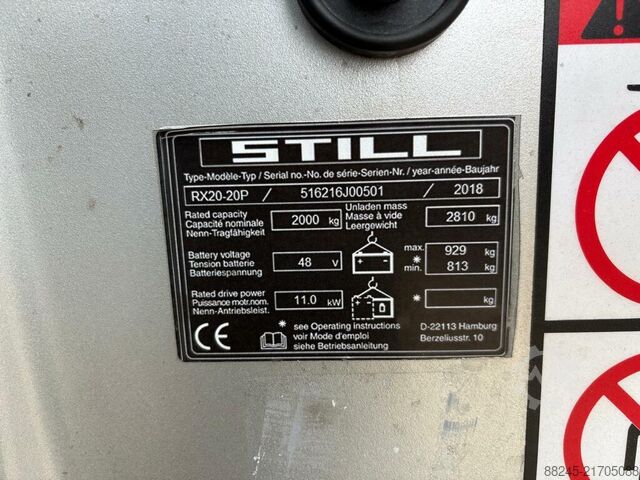 STILL
Type-Modèle-Typ / Serial no.-No. de série-Serien-Nr. / year-année-Baujahr
RX20-20P / 516216J00501 / 2018
Rated capacity
Capacité nominale
Nenn-Tragfähigkeit
2000 kg
Unladen mass
Masse à vide
Leergewicht
2810 kg
Battery voltage
Tension batterie
Batteriespannung
48 V
max. 929 kg
*
min. 813 kg
Rated drive power
Puissance motr.nom.
Nenn-Antriebsleist.
11.0 kW
* kg
CE
* see Operating instructions
voir Mode d'emploi
siehe Betriebsanleitung
D-22113 Hamburg
Berzeliusstr. 10
88245-21705088